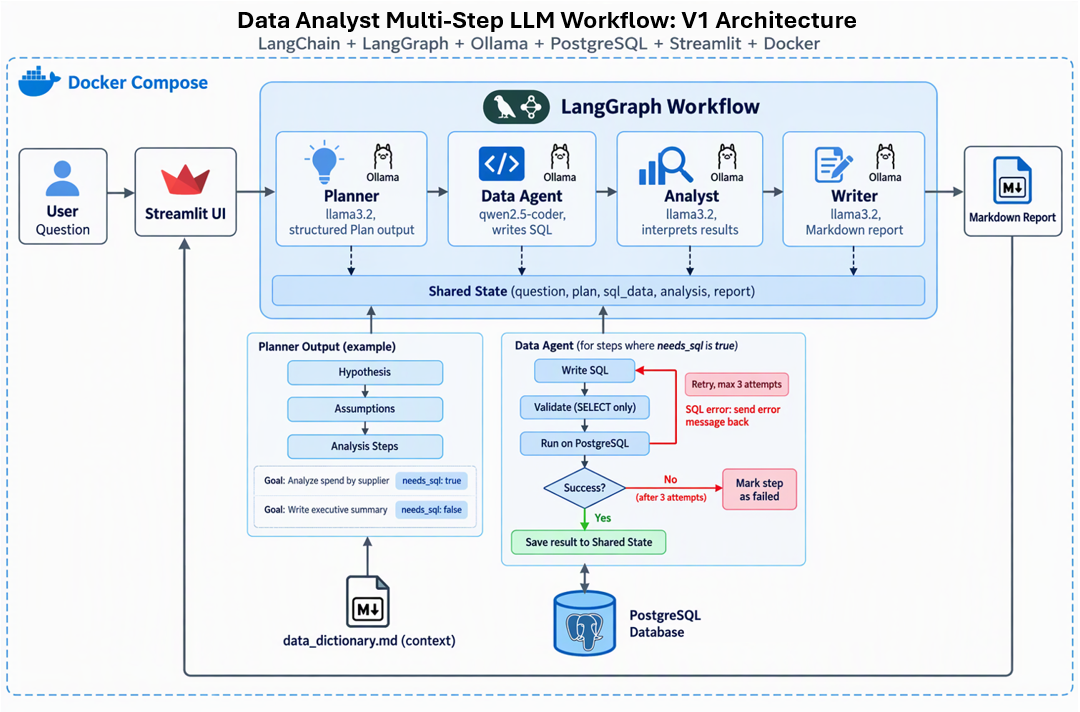 Data Analyst Multi-Step LLM Workflow: V1 Architecture
LangChain + LangGraph + Ollama + PostgreSQL + Streamlit + Docker
Docker Compose
LangGraph Workflow
User
Question
Streamlit UI
Ollama
Planner
llama3.2,
structured Plan output
Ollama
Data Agent
qwen2.5-coder,
writes SQL
Ollama
Analyst
llama3.2,
interprets results
Ollama
Writer
llama3.2,
Markdown report
M↓
Markdown Report
Shared State (question, plan, sql_data, analysis, report)
Planner Output (example)
Hypothesis
Assumptions
Analysis Steps
Goal: Analyze spend by supplier
needs_sql: true
Goal: Write executive summary
needs_sql: false
M↓
data_dictionary.md (context)
Data Agent (for steps where needs_sql is true)
Write SQL
Validate (SELECT only)
Run on PostgreSQL
Retry, max 3 attempts
SQL error: send error
message back
Success?
No
(after 3 attempts)
Mark step
as failed
Yes
Save result to Shared State
PostgreSQL
Database